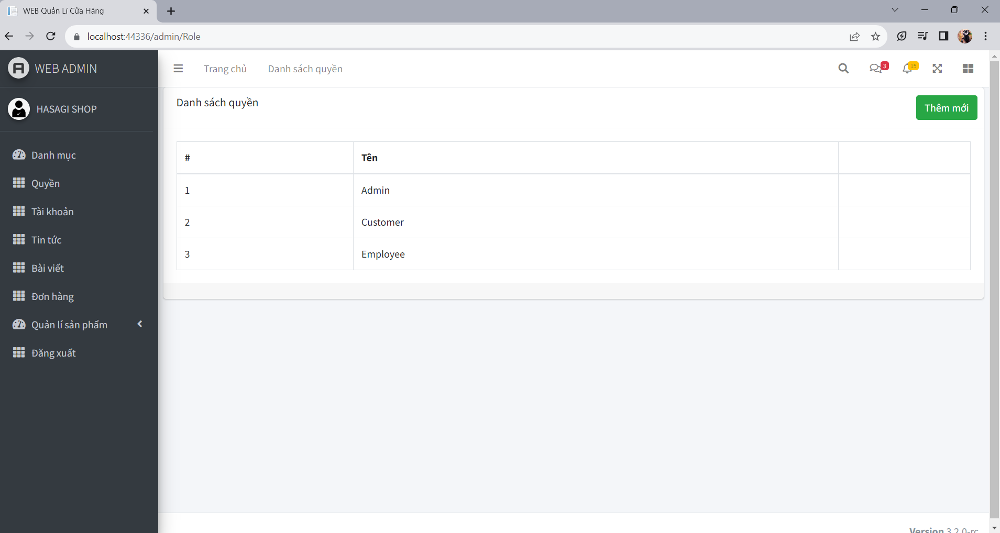 WEB Quản Lí Cửa Hàng
localhost:44336/admin/Role
WEB ADMIN
Trang chủ
Danh sách quyền
3
15
HASAGI SHOP
Danh sách quyền
Thêm mới
Danh mục
Quyền
Tài khoản
Tin tức
Bài viết
Đơn hàng
Quản lí sản phẩm
Đăng xuất
# Tên
1 Admin
2 Customer
3 Employee
Version 3.2.0-rc